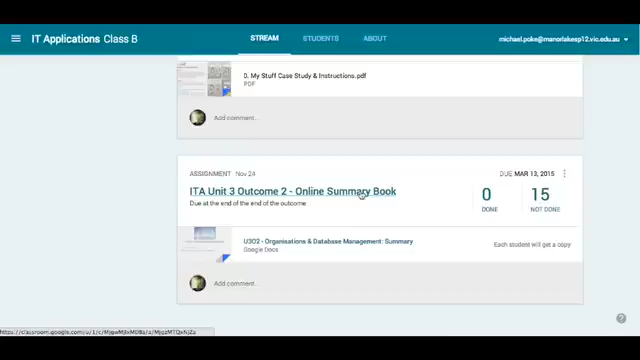 IT Applications Class B
STREAM
STUDENTS
ABOUT
michael.poke@manorlakesp12.vic.edu.au
0. My Stuff Case Study & Instructions.pdf
PDF
Add comment...
ASSIGNMENT Nov 24
DUE MAR 13, 2015
ITA Unit 3 Outcome 2 - Online Summary Book
Due at the end of the end of the outcome
0
DONE
15
NOT DONE
U3O2 - Organisations & Database Management: Summary
Google Docs
Each student will get a copy
Add comment...